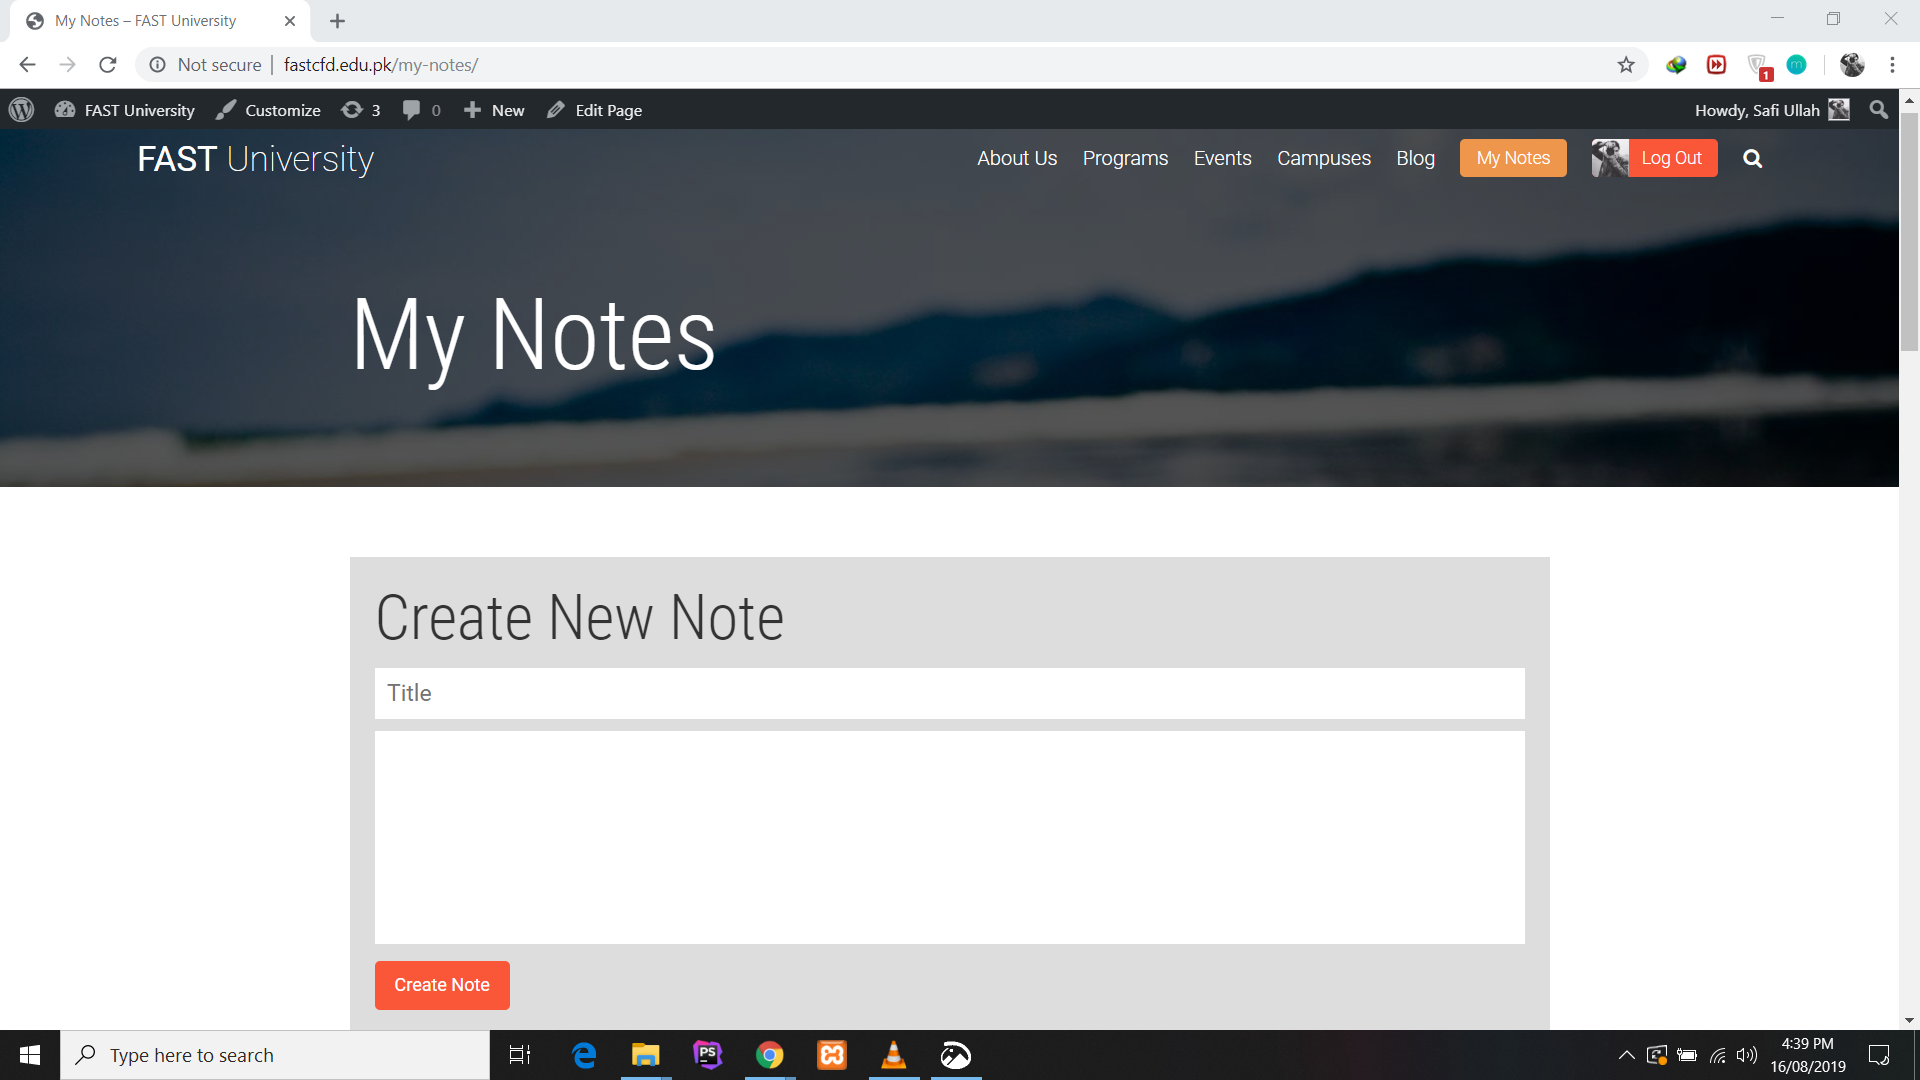 My Notes – FAST University
Not secure | fastcfd.edu.pk/my-notes/
1
m
FAST University Customize 3 0 New Edit Page Howdy, Safi Ullah
FAST University About Us Programs Events Campuses Blog My Notes Log Out
My Notes
Create New Note
Title
Create Note
Type here to search
PS
4:39 PM
16/08/2019